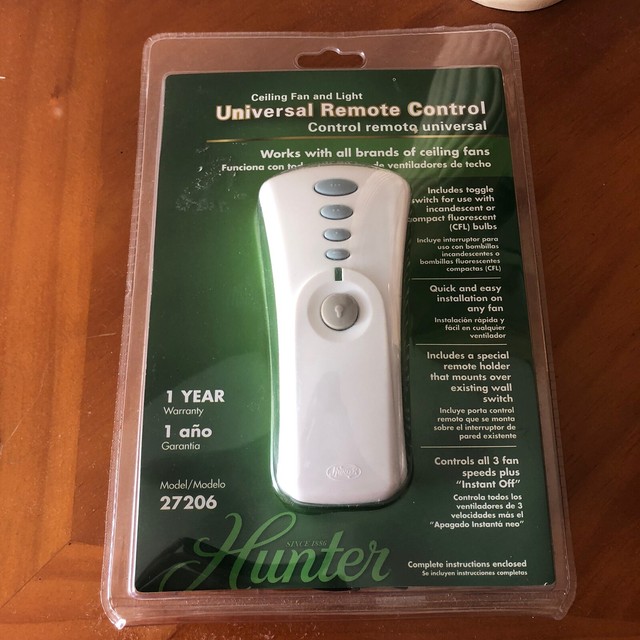 Ceiling Fan and Light
Universal Remote Control
Control remoto universal
Works with all brands of ceiling fans
Funciona con de ventiladores de techo
Includes toggle
switch for use with
incandescent or
compact fluorescent
(CFL) bulbs
Incluye interruptor para
uso con bombillas
incandescentes o
bombillas fluorescentes
compactas (CFL)
Quick and easy
installation on
any fan
Instalación rápida y
fácil en cualquier
ventilador
Includes a special
remote holder
that mounts over
existing wall
switch
Incluye porta control
remoto que se monta
sobre el interruptor de
pared existente
Controls all 3 fan
speeds plus
“Instant Off”
Controla todos los
ventiladores de 3
velocidades más el
“Apagado Instantá neo”
1 YEAR
Warranty
1 año
Garantía
Model/Modelo
27206
Hunter
SINCE 1886
Hunter
Complete instructions enclosed
Se incluyen instrucciones completas